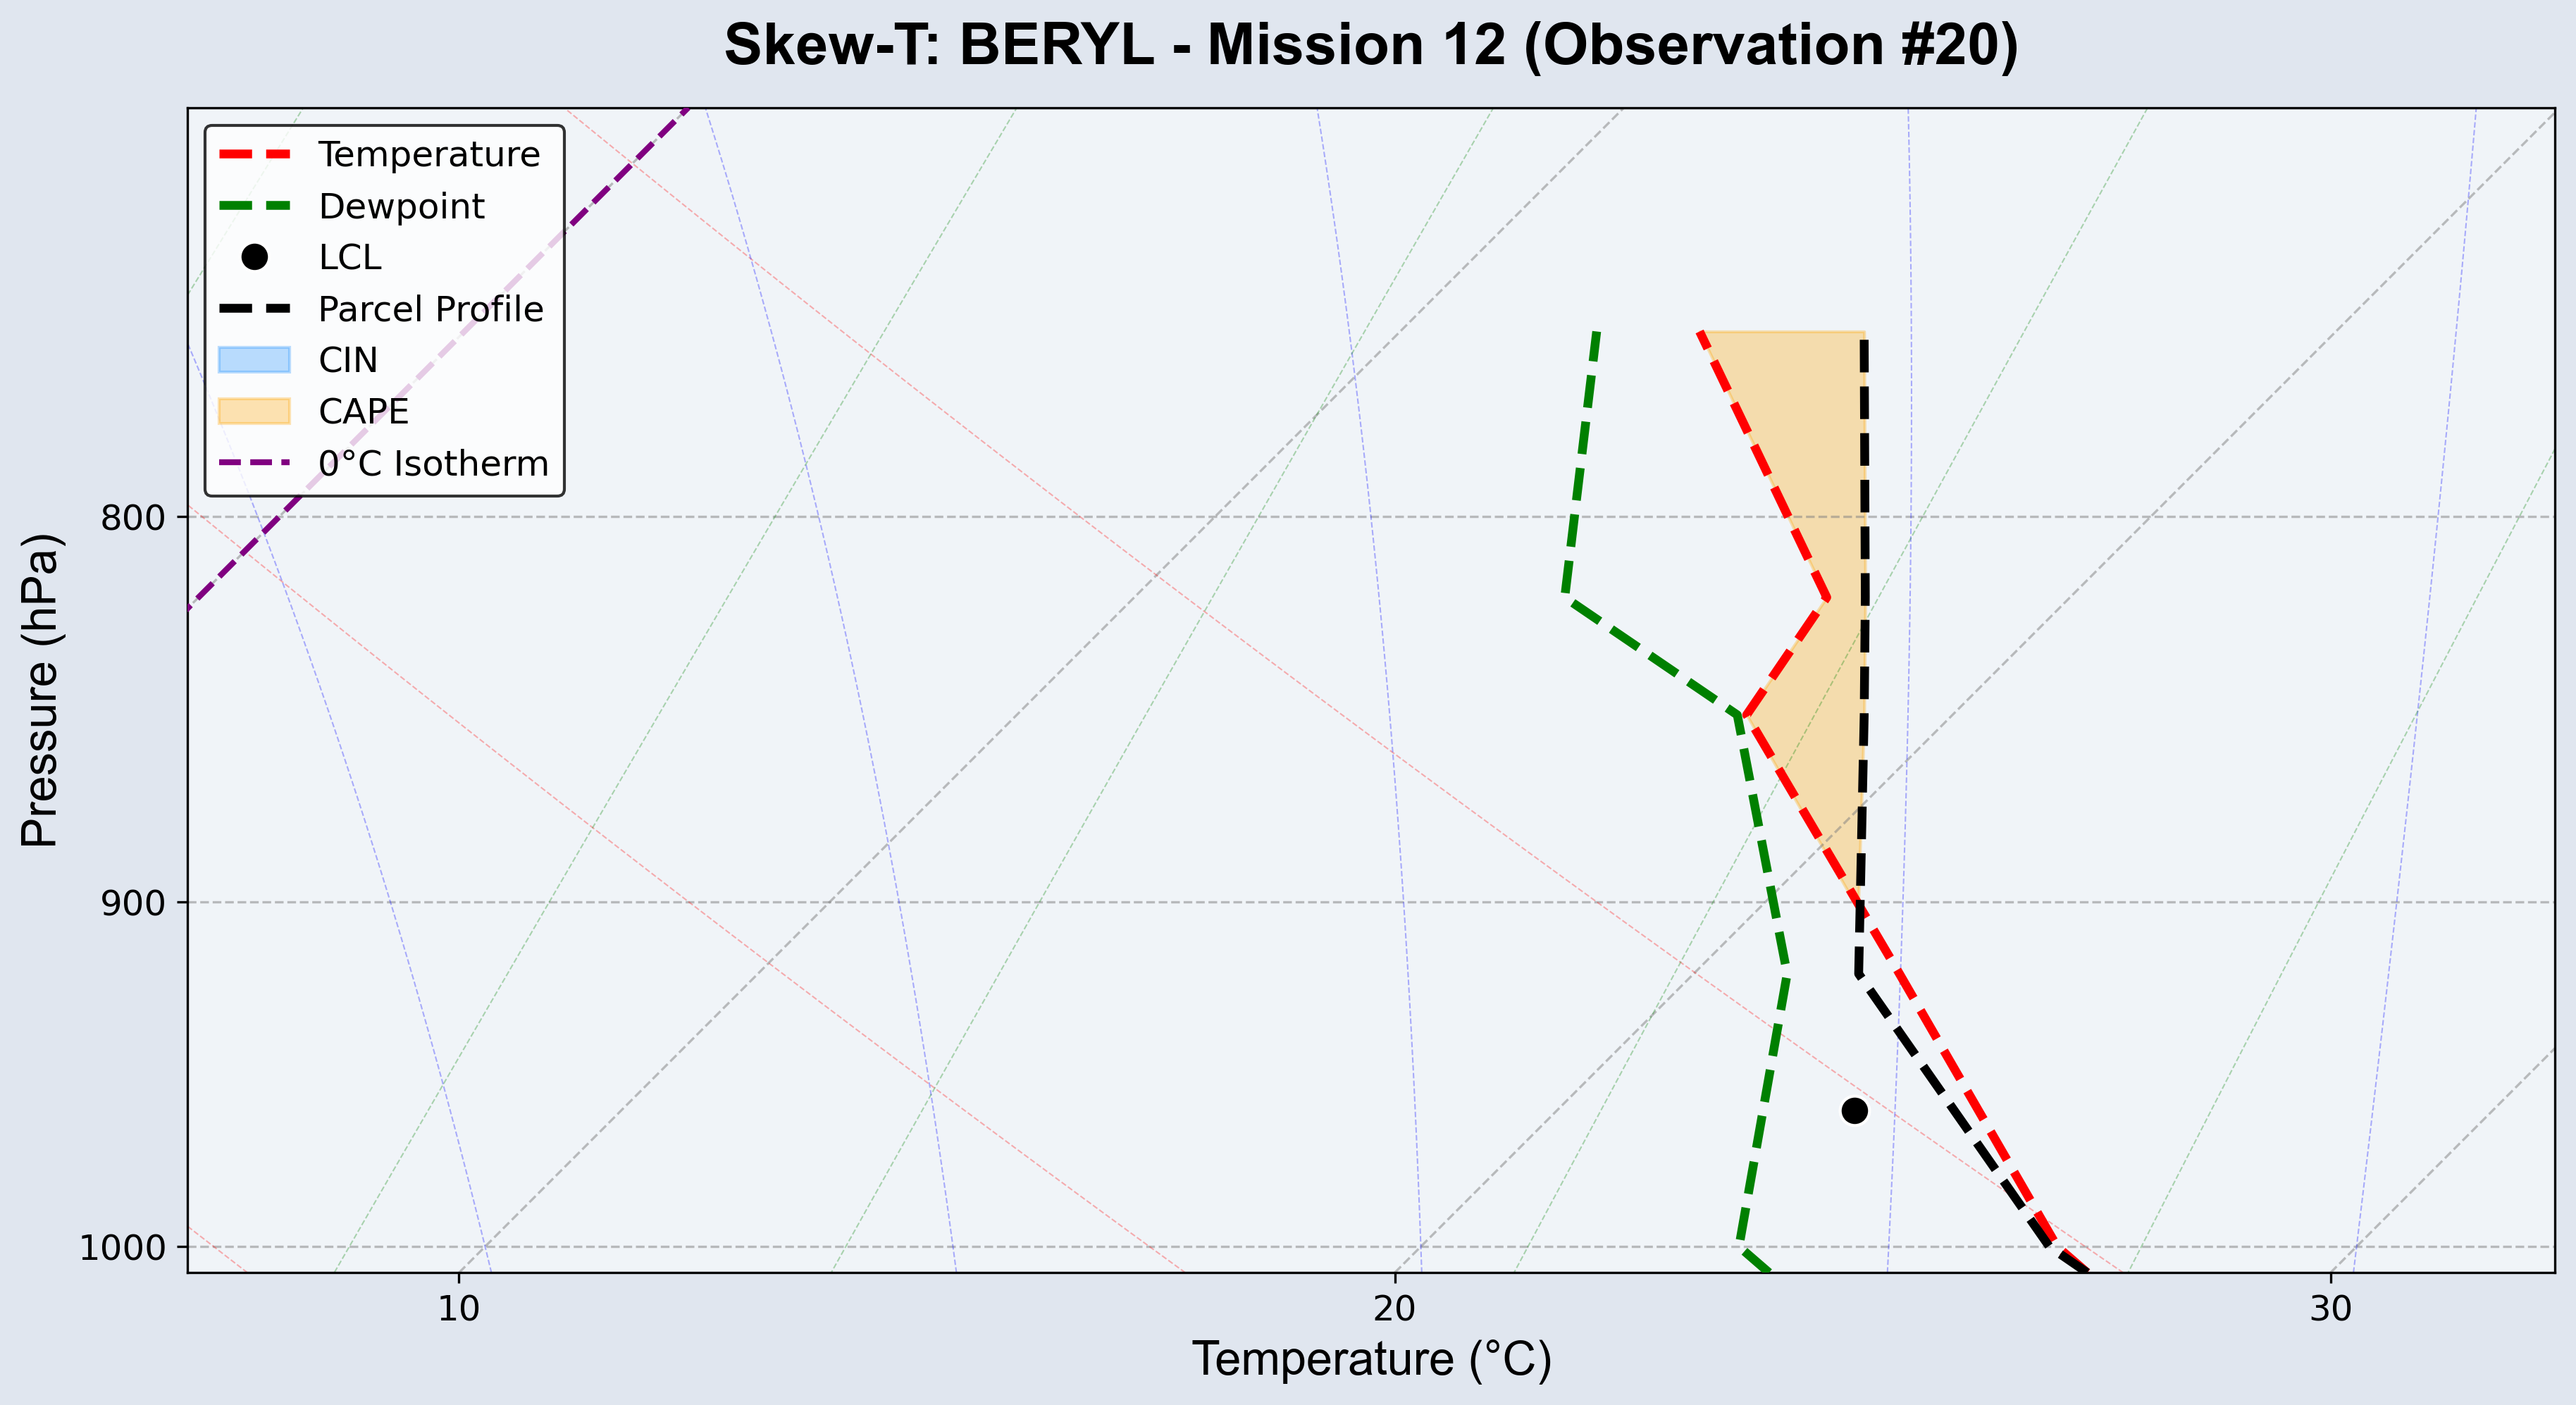 Skew-T: BERYL - Mission 12 (Observation #20)
Temperature
Dewpoint
LCL
Parcel Profile
CIN
CAPE
0°C Isotherm
Pressure (hPa)
800
900
1000
10
20
30
Temperature (°C)